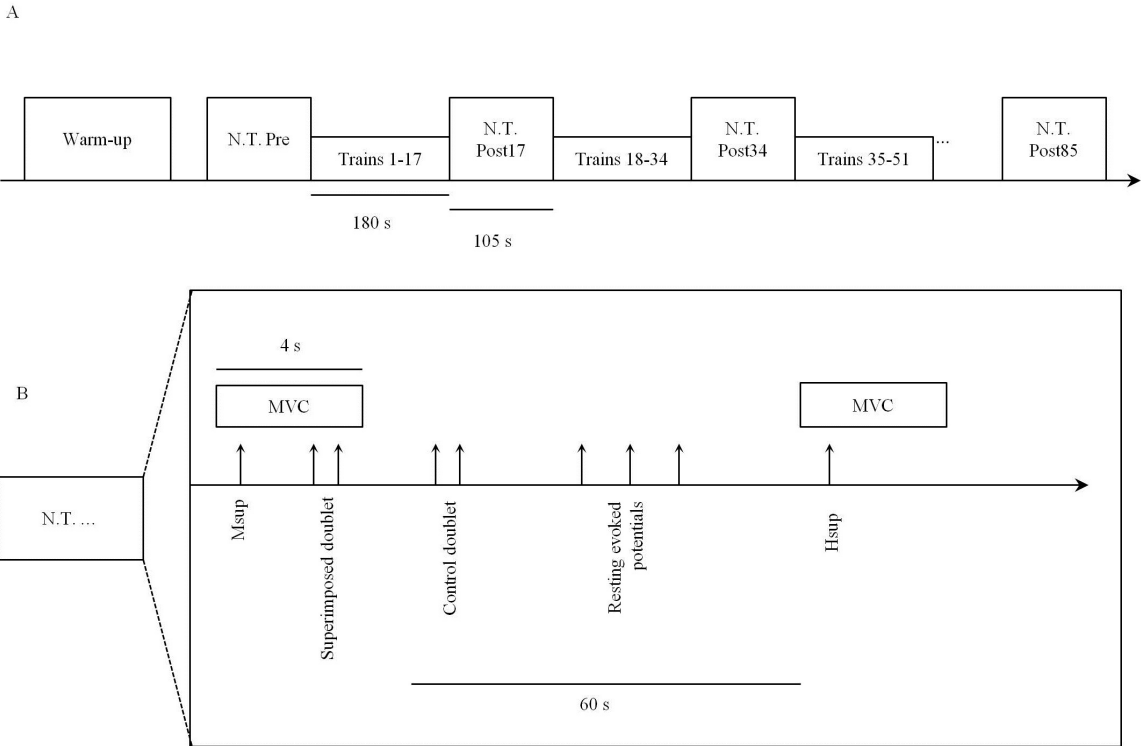 A
Warm-up
N.T. Pre
Trains 1-17
N.T.
Post17
Trains 18-34
N.T.
Post34
Trains 35-51
...
N.T.
Post85
180 s
105 s
B
N.T. ...
4 s
MVC
MVC
Msup
Superimposed doublet
Control doublet
Resting evoked
potentials
Hsup
60 s